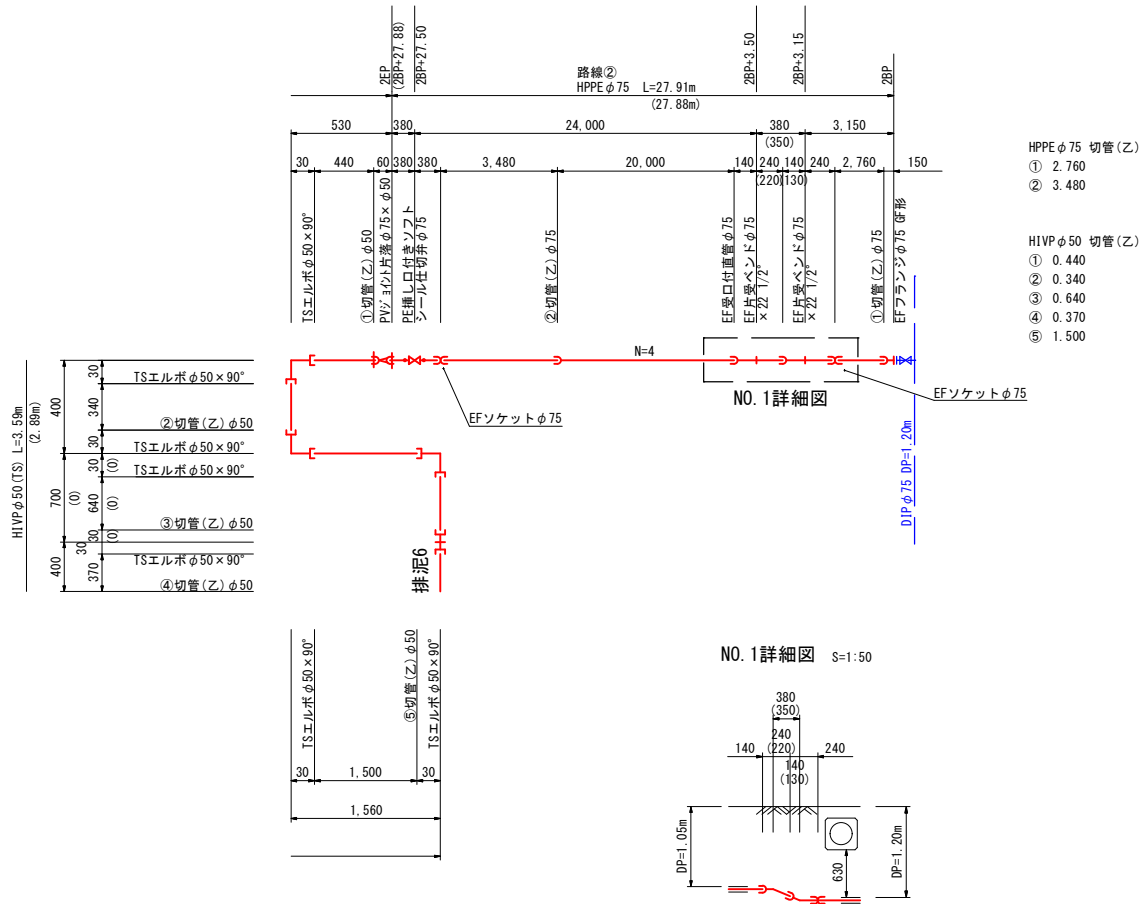 2EP
(2BP+27.88)
2BP+27.50
2BP+3.50
2BP+3.15
2BP
路線②
HPPEφ75 L=27.91m
(27.88m)
530
380
24,000
380
(350)
3,150
30
440
60
380
380
3,480
20,000
140
240
140
240
2,760
150
(220)
(130)
TSエルボφ50×90°
①切管(乙)φ50
PVジョイント片落φ75×φ50
PE挿し口付きソフト
シール仕切弁φ75
②切管(乙)φ75
EF受口付直管φ75
EF片受ベンドφ75
×22 1/2°
EF片受ベンドφ75
×22 1/2°
①切管(乙)φ75
EFフランジφ75 GF形
HPPEφ75 切管(乙)
① 2.760
② 3.480
HIVPφ50 切管(乙)
① 0.440
② 0.340
③ 0.640
④ 0.370
⑤ 1.500
N=4
NO.1詳細図
EFソケットφ75
EFソケットφ75
DIPφ75 DP=1.20m
HIVPφ50(TS) L=3.59m
(2.89m)
400
700
(0)
400
30
340
30
30
(0)
640
(0)
30
(0)
30
370
TSエルボφ50×90°
②切管(乙)φ50
TSエルボφ50×90°
TSエルボφ50×90°
③切管(乙)φ50
TSエルボφ50×90°
④切管(乙)φ50
排泥6
TSエルボφ50×90°
⑤切管(乙)φ50
TSエルボφ50×90°
30
1,500
30
1,560
NO.1詳細図 S=1:50
380
(350)
240
140
(220)
240
140
(130)
DP=1.05m
630
DP=1.20m